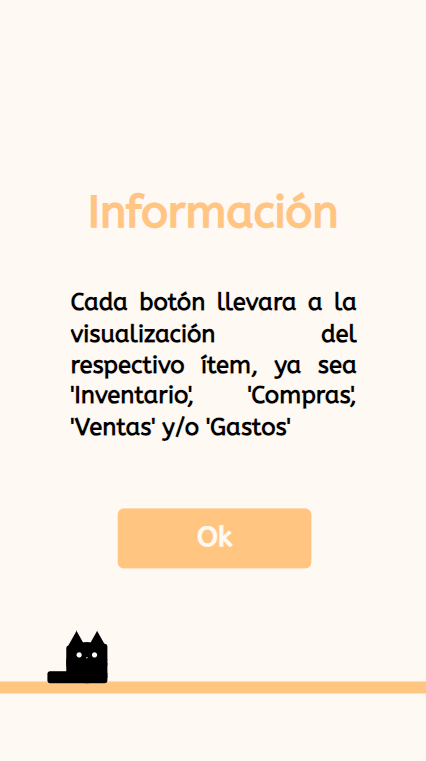 Información
Cada botón llevara a la
visualización del
respectivo ítem, ya sea
'Inventario', 'Compras',
'Ventas' y/o 'Gastos'
Ok